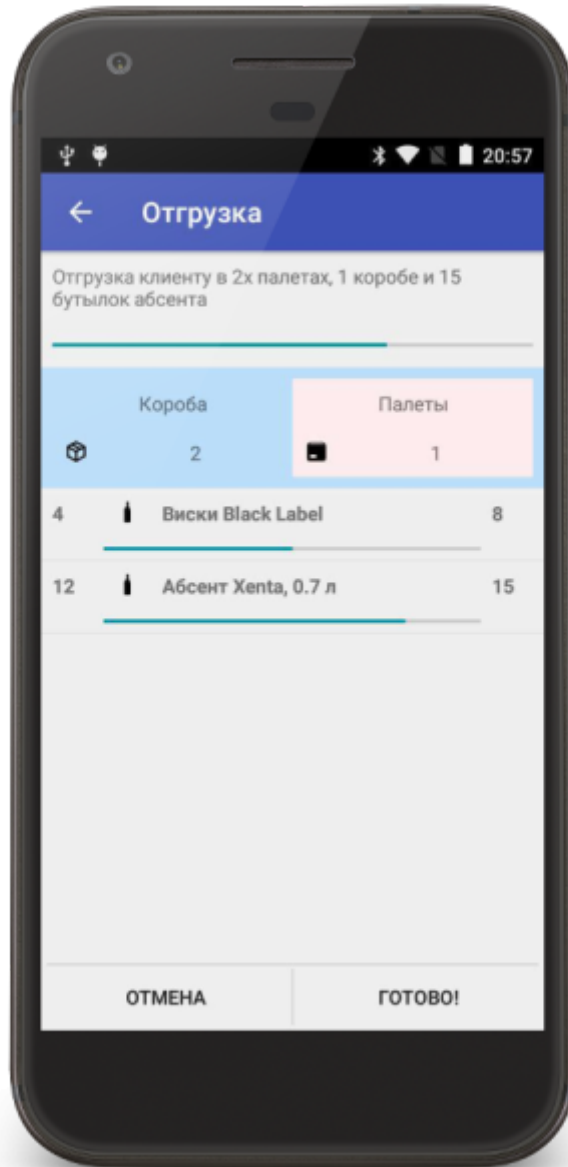 20:57
Отгрузка
Отгрузка клиенту в 2х палетах, 1 коробе и 15
бутылок абсента
Короба Палеты
2 1
4 Виски Black Label 8
12 Абсент Xenta, 0.7 л 15
ОТМЕНА ГОТОВО!